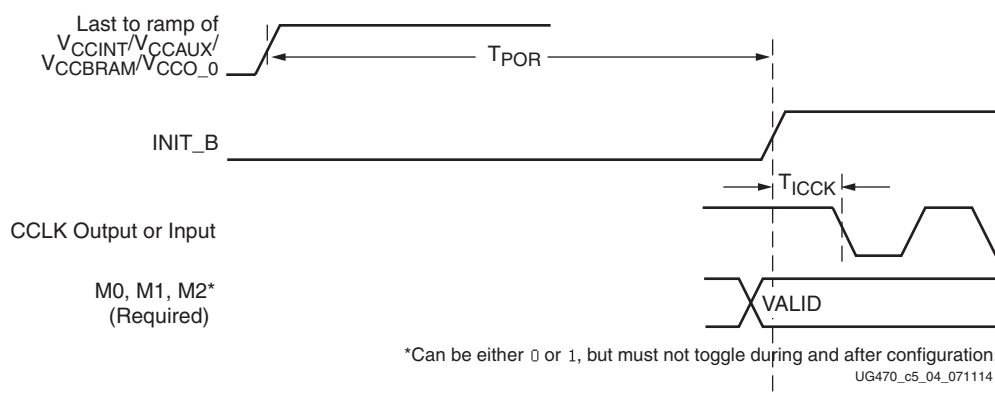 Last to ramp of
VCCINT/VCCAUX/
VCCBRAM/VCCO_0
TPOR
INIT_B
TICCK
CCLK Output or Input
M0, M1, M2*
(Required)
VALID
*Can be either 0 or 1, but must not toggle during and after configuration.
UG470_c5_04_071114